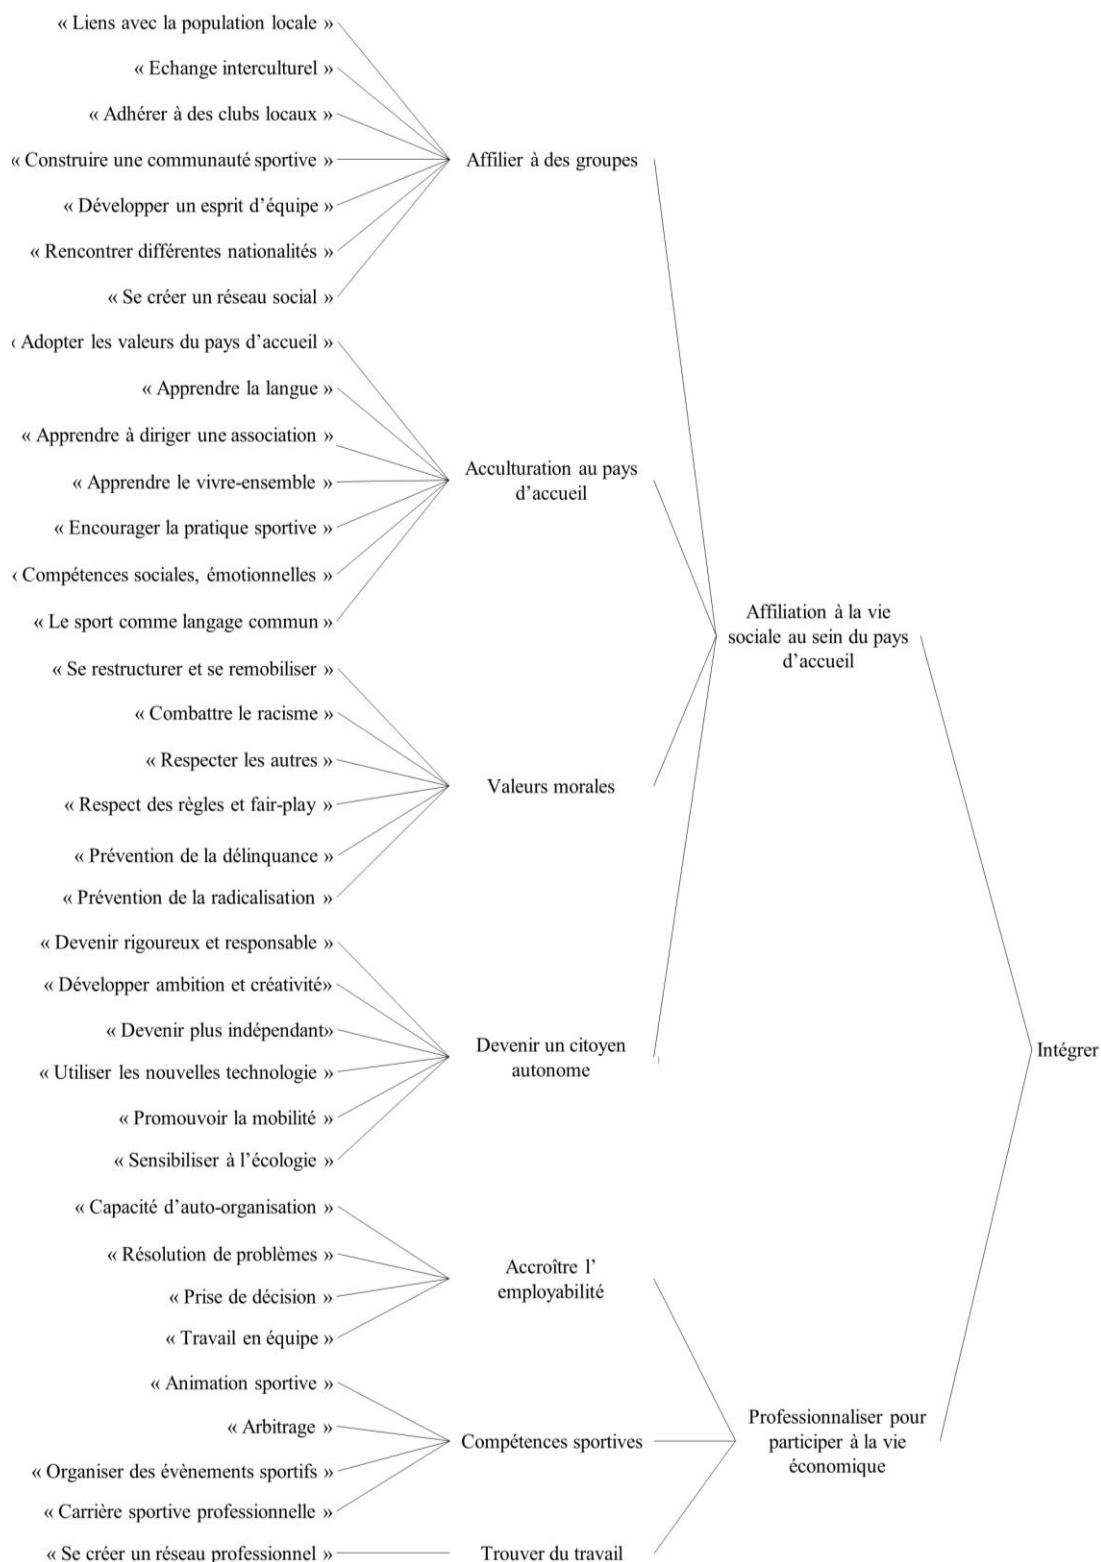 « Liens avec la population locale »
« Echange interculturel »
« Adhérer à des clubs locaux »
« Construire une communauté sportive »
« Développer un esprit d’équipe »
« Rencontrer différentes nationalités »
« Se créer un réseau social »
Affilier à des groupes
‹ Adopter les valeurs du pays d’accueil »
« Apprendre la langue »
« Apprendre à diriger une association »
« Apprendre le vivre-ensemble »
« Encourager la pratique sportive »
‹ Compétences sociales, émotionnelles »
« Le sport comme langage commun »
Acculturation au pays
d’accueil
« Se restructurer et se remobiliser »
« Combattre le racisme »
« Respecter les autres »
« Respect des règles et fair-play »
« Prévention de la délinquance »
« Prévention de la radicalisation »
Valeurs morales
« Devenir rigoureux et responsable »
« Développer ambition et créativité»
« Devenir plus indépendant»
« Utiliser les nouvelles technologie »
« Promouvoir la mobilité »
« Sensibiliser à l’écologie »
Devenir un citoyen
autonome
Affiliation à la vie
sociale au sein du pays
d’accueil
« Capacité d’auto-organisation »
« Résolution de problèmes »
« Prise de décision »
« Travail en équipe »
Accroître l’
employabilité
« Animation sportive »
« Arbitrage »
« Organiser des évènements sportifs »
« Carrière sportive professionnelle »
Compétences sportives
« Se créer un réseau professionnel »
Trouver du travail
Professionnaliser pour
participer à la vie
économique
Intégrer